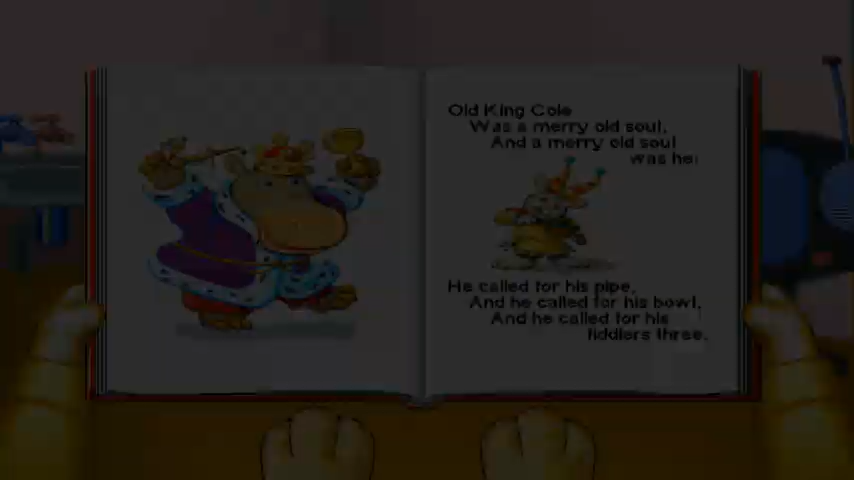 Old King Cole
Was a merry old soul,
And a merry old soul
was he:
He called for his pipe,
And he called for his bowl,
And he called for his
fiddlers three.